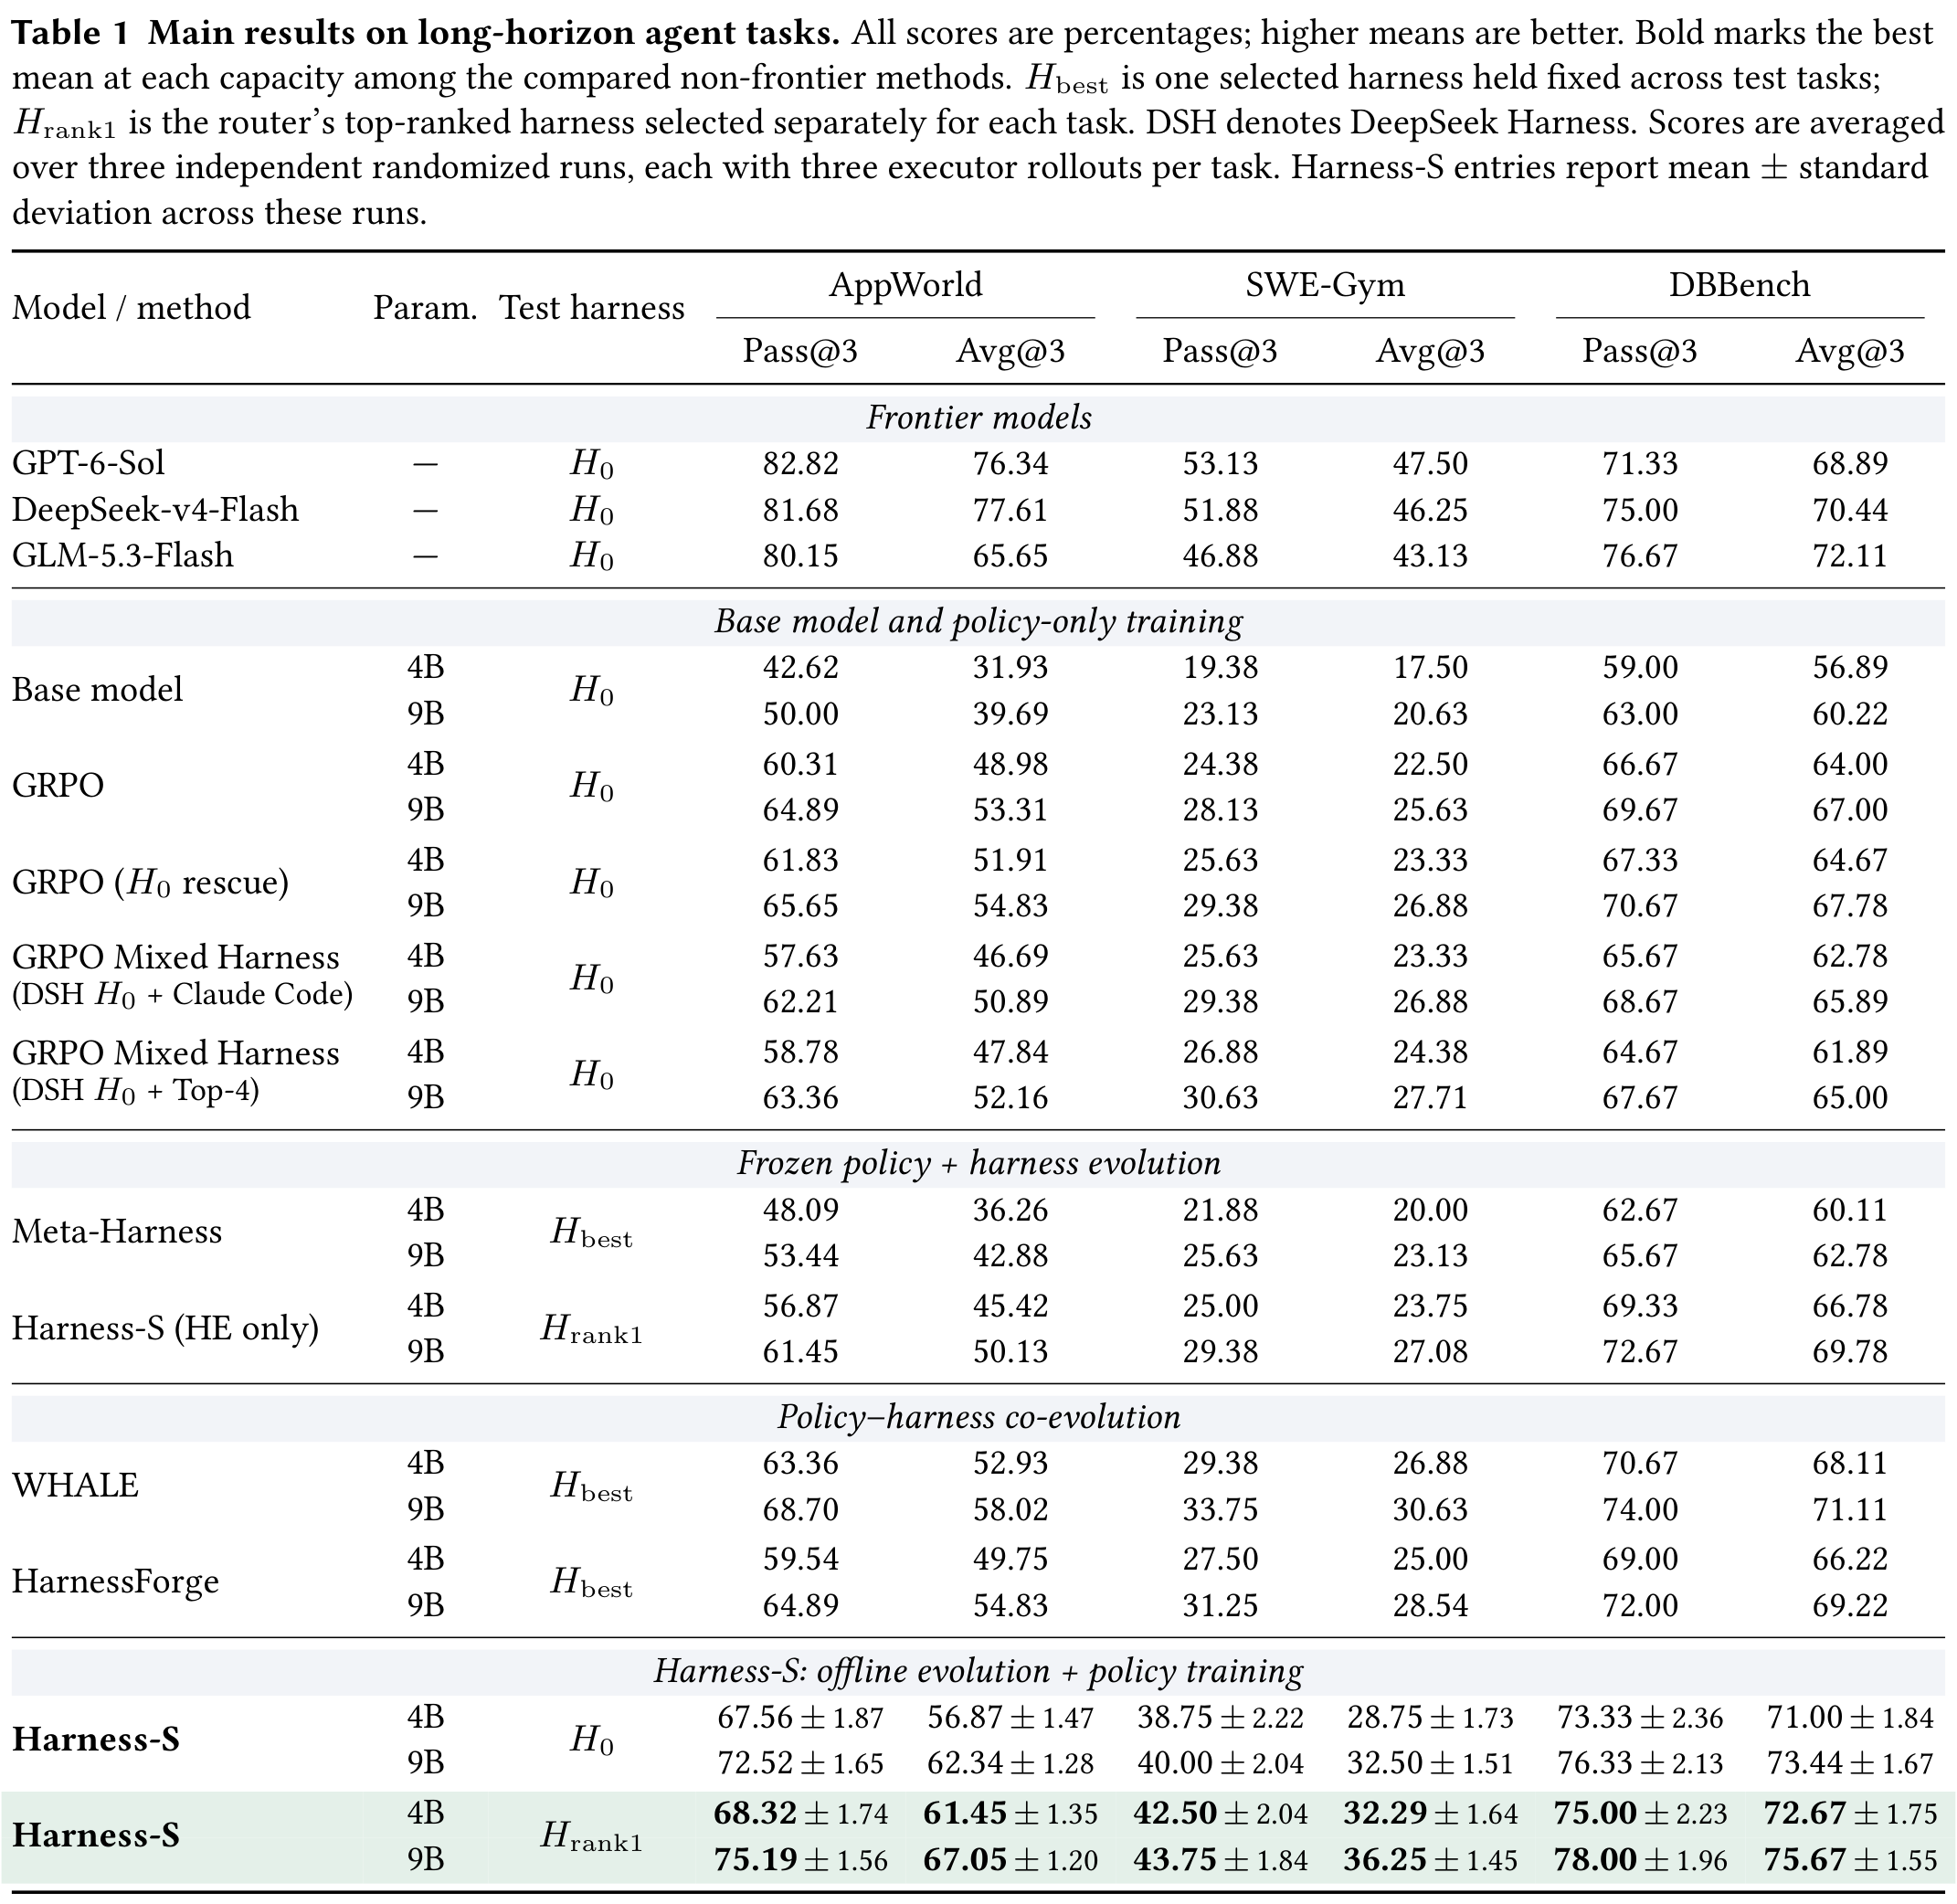 Table 1 Main results on long-horizon agent tasks. All scores are percentages; higher means are better. Bold marks the best
mean at each capacity among the compared non-frontier methods. H_best is one selected harness held fixed across test tasks;
H_rank1 is the router's top-ranked harness selected separately for each task. DSH denotes DeepSeek Harness. Scores are averaged
over three independent randomized runs, each with three executor rollouts per task. Harness-S entries report mean ± standard
deviation across these runs.
Model / method Param. Test harness AppWorld SWE-Gym DBBench
Pass@3 Avg@3 Pass@3 Avg@3 Pass@3 Avg@3
Frontier models
GPT-6-Sol — H_0 82.82 76.34 53.13 47.50 71.33 68.89
DeepSeek-v4-Flash — H_0 81.68 77.61 51.88 46.25 75.00 70.44
GLM-5.3-Flash — H_0 80.15 65.65 46.88 43.13 76.67 72.11
Base model and policy-only training
Base model H_0
4B 42.62 31.93 19.38 17.50 59.00 56.89
9B 50.00 39.69 23.13 20.63 63.00 60.22
GRPO H_0
4B 60.31 48.98 24.38 22.50 66.67 64.00
9B 64.89 53.31 28.13 25.63 69.67 67.00
GRPO (H_0 rescue) H_0
4B 61.83 51.91 25.63 23.33 67.33 64.67
9B 65.65 54.83 29.38 26.88 70.67 67.78
GRPO Mixed Harness 4B 57.63 46.69 25.63 23.33 65.67 62.78
(DSH H_0 + Claude Code) H_0 9B 62.21 50.89 29.38 26.88 68.67 65.89
GRPO Mixed Harness 4B 58.78 47.84 26.88 24.38 64.67 61.89
(DSH H_0 + Top-4) H_0 9B 63.36 52.16 30.63 27.71 67.67 65.00
Frozen policy + harness evolution
Meta-Harness H_best
4B 48.09 36.26 21.88 20.00 62.67 60.11
9B 53.44 42.88 25.63 23.13 65.67 62.78
Harness-S (HE only) H_rank1
4B 56.87 45.42 25.00 23.75 69.33 66.78
9B 61.45 50.13 29.38 27.08 72.67 69.78
Policy–harness co-evolution
WHALE H_best
4B 63.36 52.93 29.38 26.88 70.67 68.11
9B 68.70 58.02 33.75 30.63 74.00 71.11
HarnessForge H_best
4B 59.54 49.75 27.50 25.00 69.00 66.22
9B 64.89 54.83 31.25 28.54 72.00 69.22
Harness-S: offline evolution + policy training
Harness-S H_0
4B 67.56 ± 1.87 56.87 ± 1.47 38.75 ± 2.22 28.75 ± 1.73 73.33 ± 2.36 71.00 ± 1.84
9B 72.52 ± 1.65 62.34 ± 1.28 40.00 ± 2.04 32.50 ± 1.51 76.33 ± 2.13 73.44 ± 1.67
Harness-S H_rank1
4B 68.32 ± 1.74 61.45 ± 1.35 42.50 ± 2.04 32.29 ± 1.64 75.00 ± 2.23 72.67 ± 1.75
9B 75.19 ± 1.56 67.05 ± 1.20 43.75 ± 1.84 36.25 ± 1.45 78.00 ± 1.96 75.67 ± 1.55